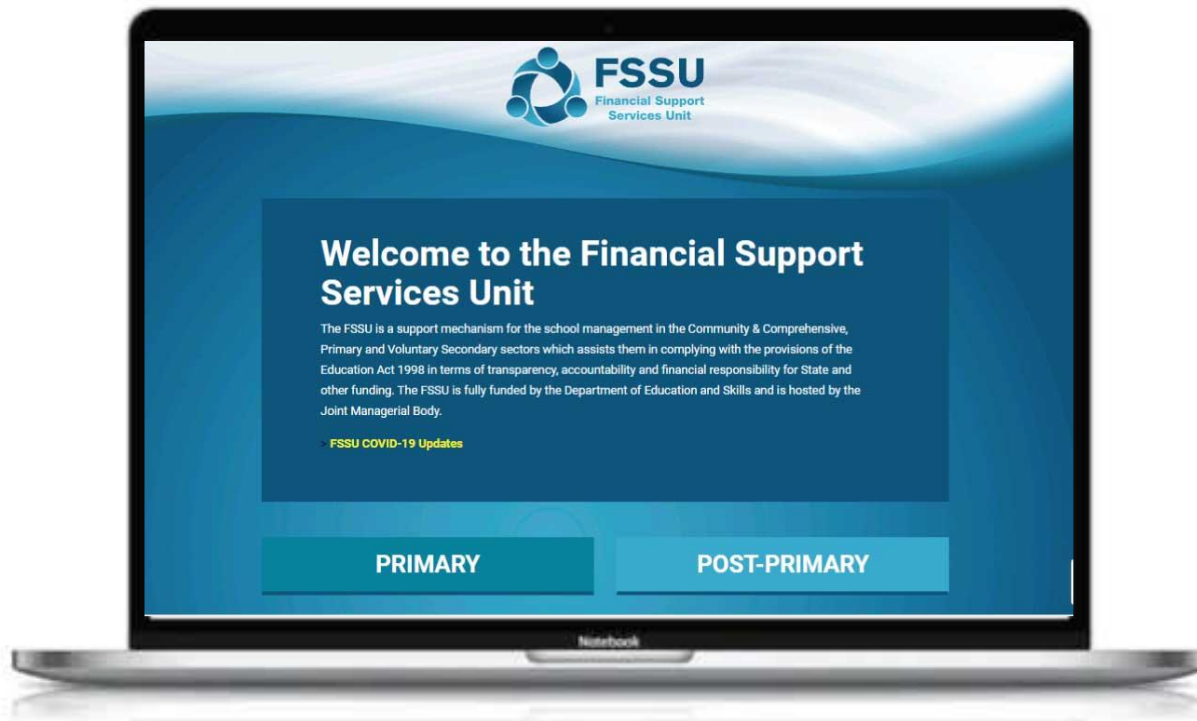 FSSU
Financial Support
Services Unit
Welcome to the Financial Support
Services Unit
The FSSU is a support mechanism for the school management in the Community & Comprehensive,
Primary and Voluntary Secondary sectors which assists them in complying with the provisions of the
Education Act 1998 in terms of transparency, accountability and financial responsibility for State and
other funding. The FSSU is fully funded by the Department of Education and Skills and is hosted by the
Joint Managerial Body.
> FSSU COVID-19 Updates
PRIMARY POST-PRIMARY
Notebook